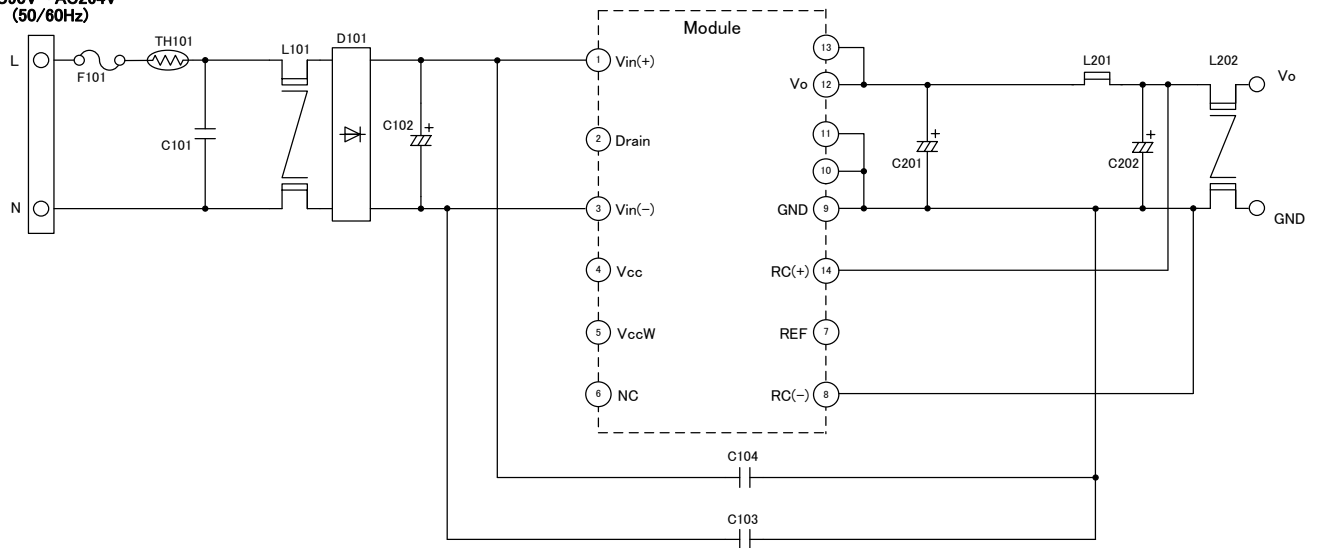 (50/60Hz)
L
F101
TH101
C101
L101
D101
C102
N
Module
1 Vin(+)
2 Drain
3 Vin(-)
4 Vcc
5 VccW
6 NC
13
Vo 12
11
10
GND 9
RC(+) 14
REF 7
RC(-) 8
C201
L201
C202
L202
Vo
GND
C104
C103